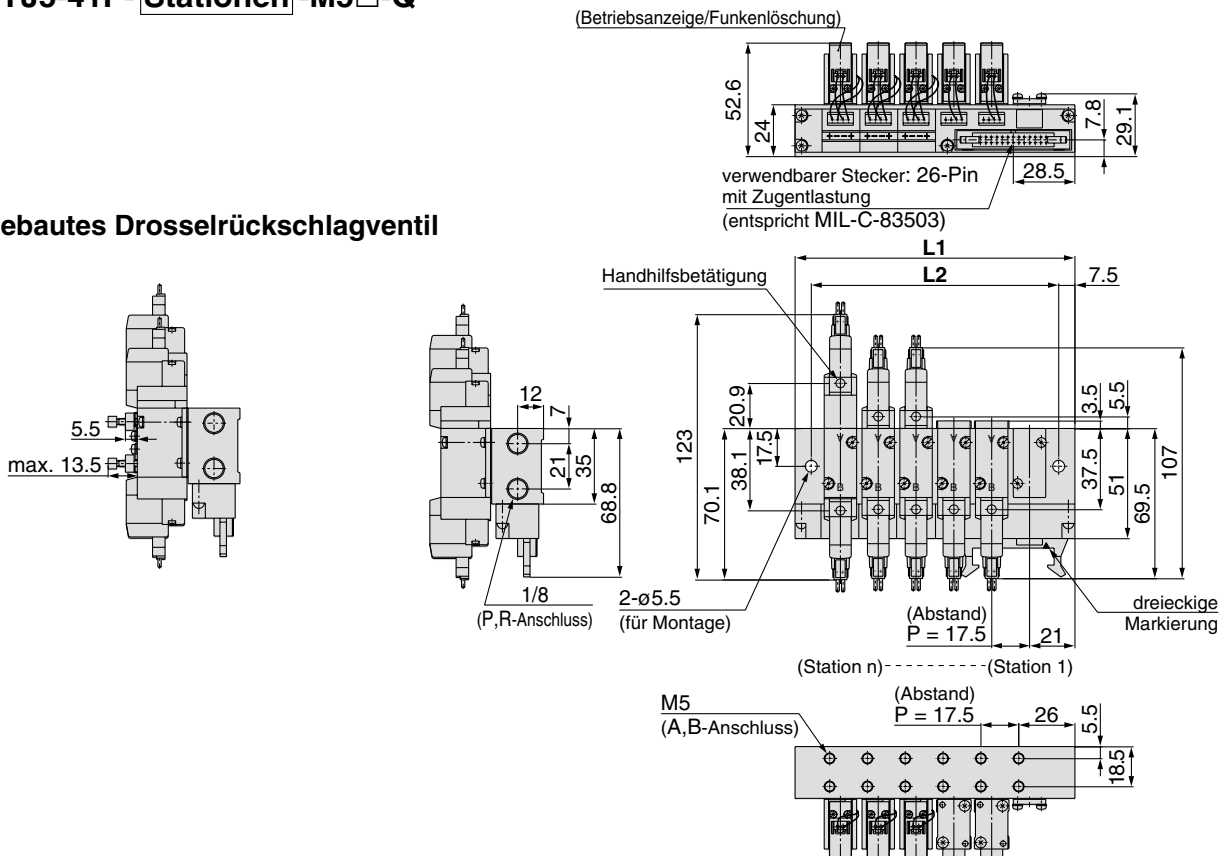 -Stationen -M5□-Q
(Betriebsanzeige/Funkenlöschung)
52.6
24
7.8
29.1
28.5
verwendbarer Stecker: 26-Pin
mit Zugentlastung
(entspricht MIL-C-83503)
ebautes Drosselrückschlagventil
L1
L2
7.5
Handhilfsbetätigung
5.5
max. 13.5
12
7
21
35
68.8
1/8
(P,R-Anschluss)
123
70.1
20.9
38.1
17.5
3.5
5.5
37.5
51
69.5
107
2-ø5.5
(für Montage)
(Abstand)
P = 17.5
21
dreieckige
Markierung
(Station n)-----------(Station 1)
M5
(A,B-Anschluss)
(Abstand)
P = 17.5
26
5.5
18.5
V V V V V
B B B B B